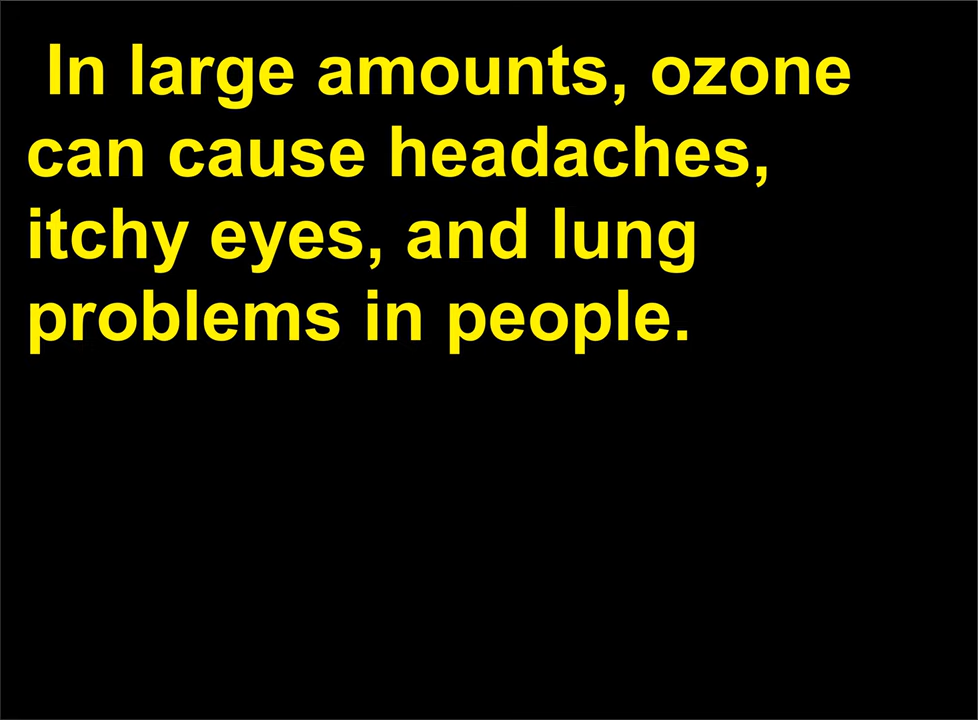 In large amounts, ozone
can cause headaches,
itchy eyes, and lung
problems in people.